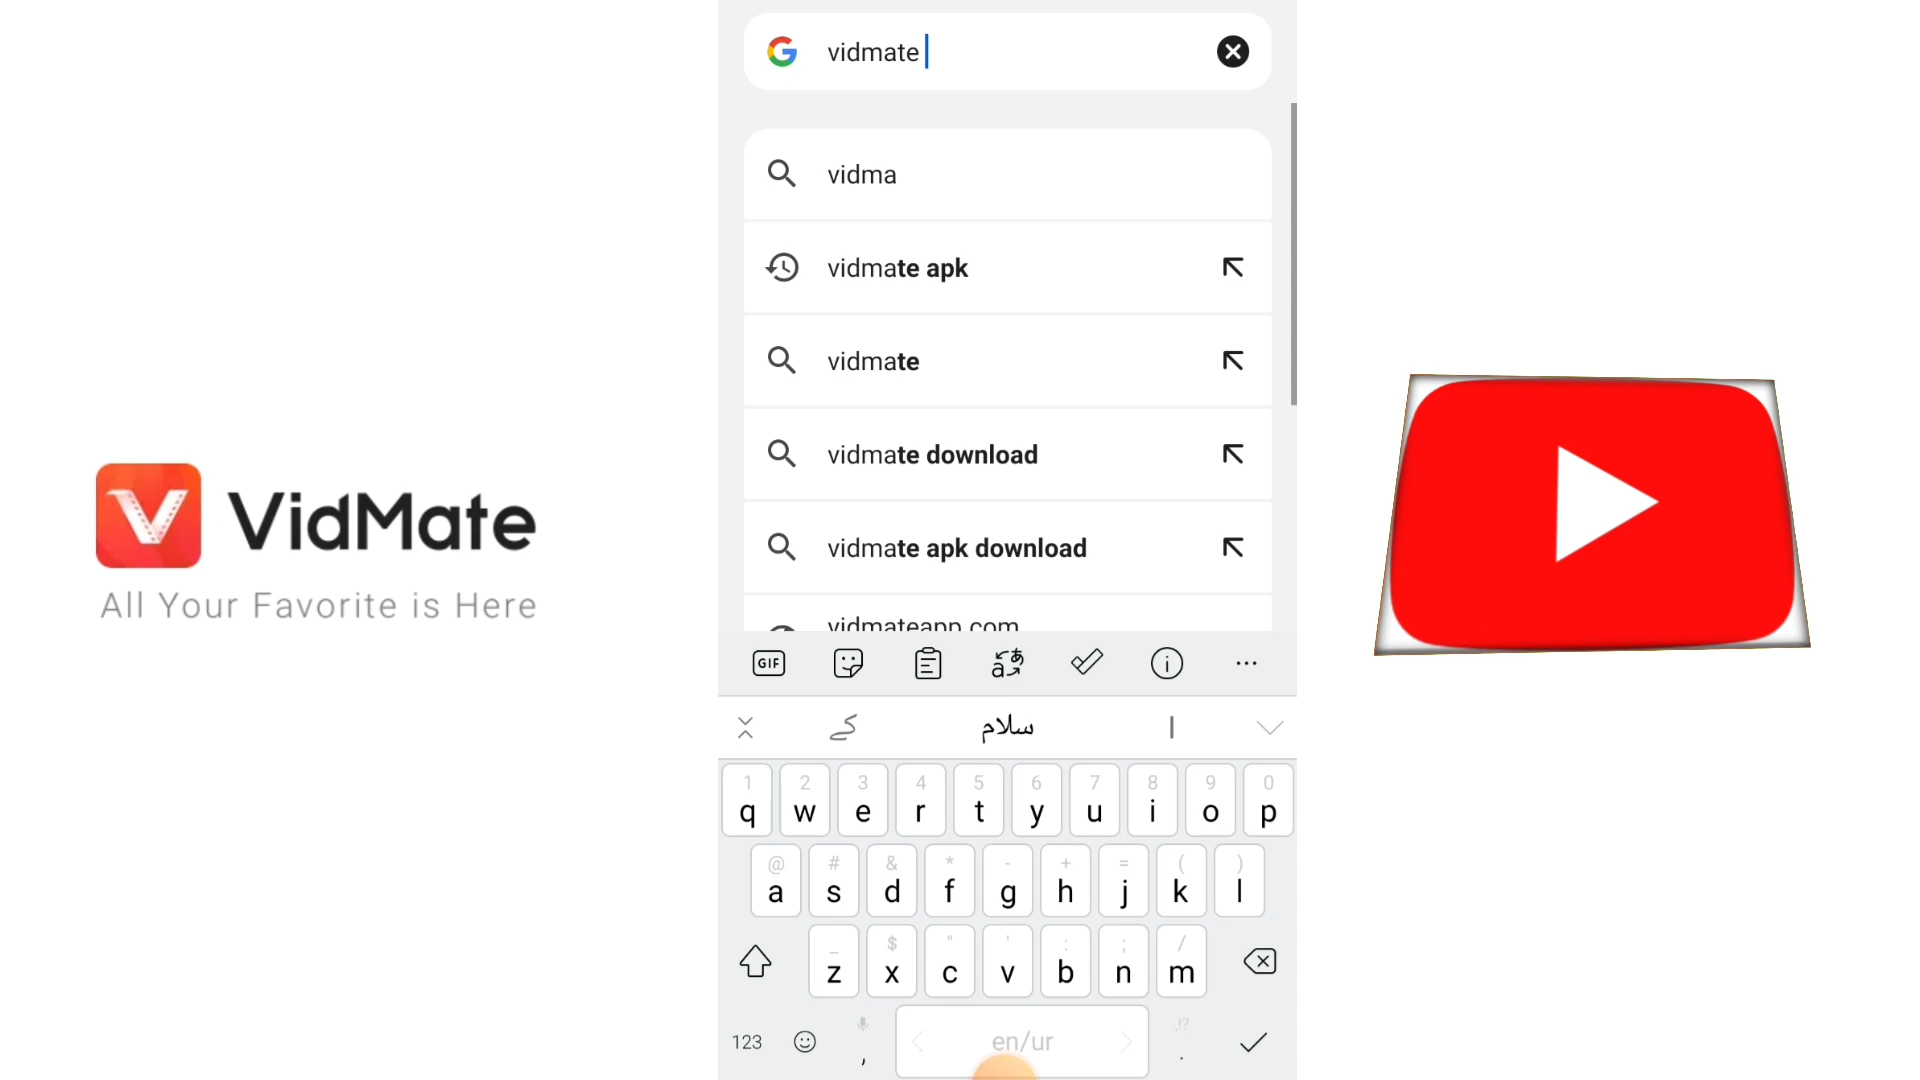 vidmate
vidma
vidmate apk
vidmate
vidmate download
vidmate apk download
vidmateapp.com
VidMate
All Your Favorite is Here
GIF
کے
سلام
ا
1 2 3 4 5 6 7 8 9 0
q w e r t y u i o p
@ # & * - + = ( )
a s d f g h j k l
_ $ " ' : ; /
z x c v b n m
,!?
123 , en/ur .